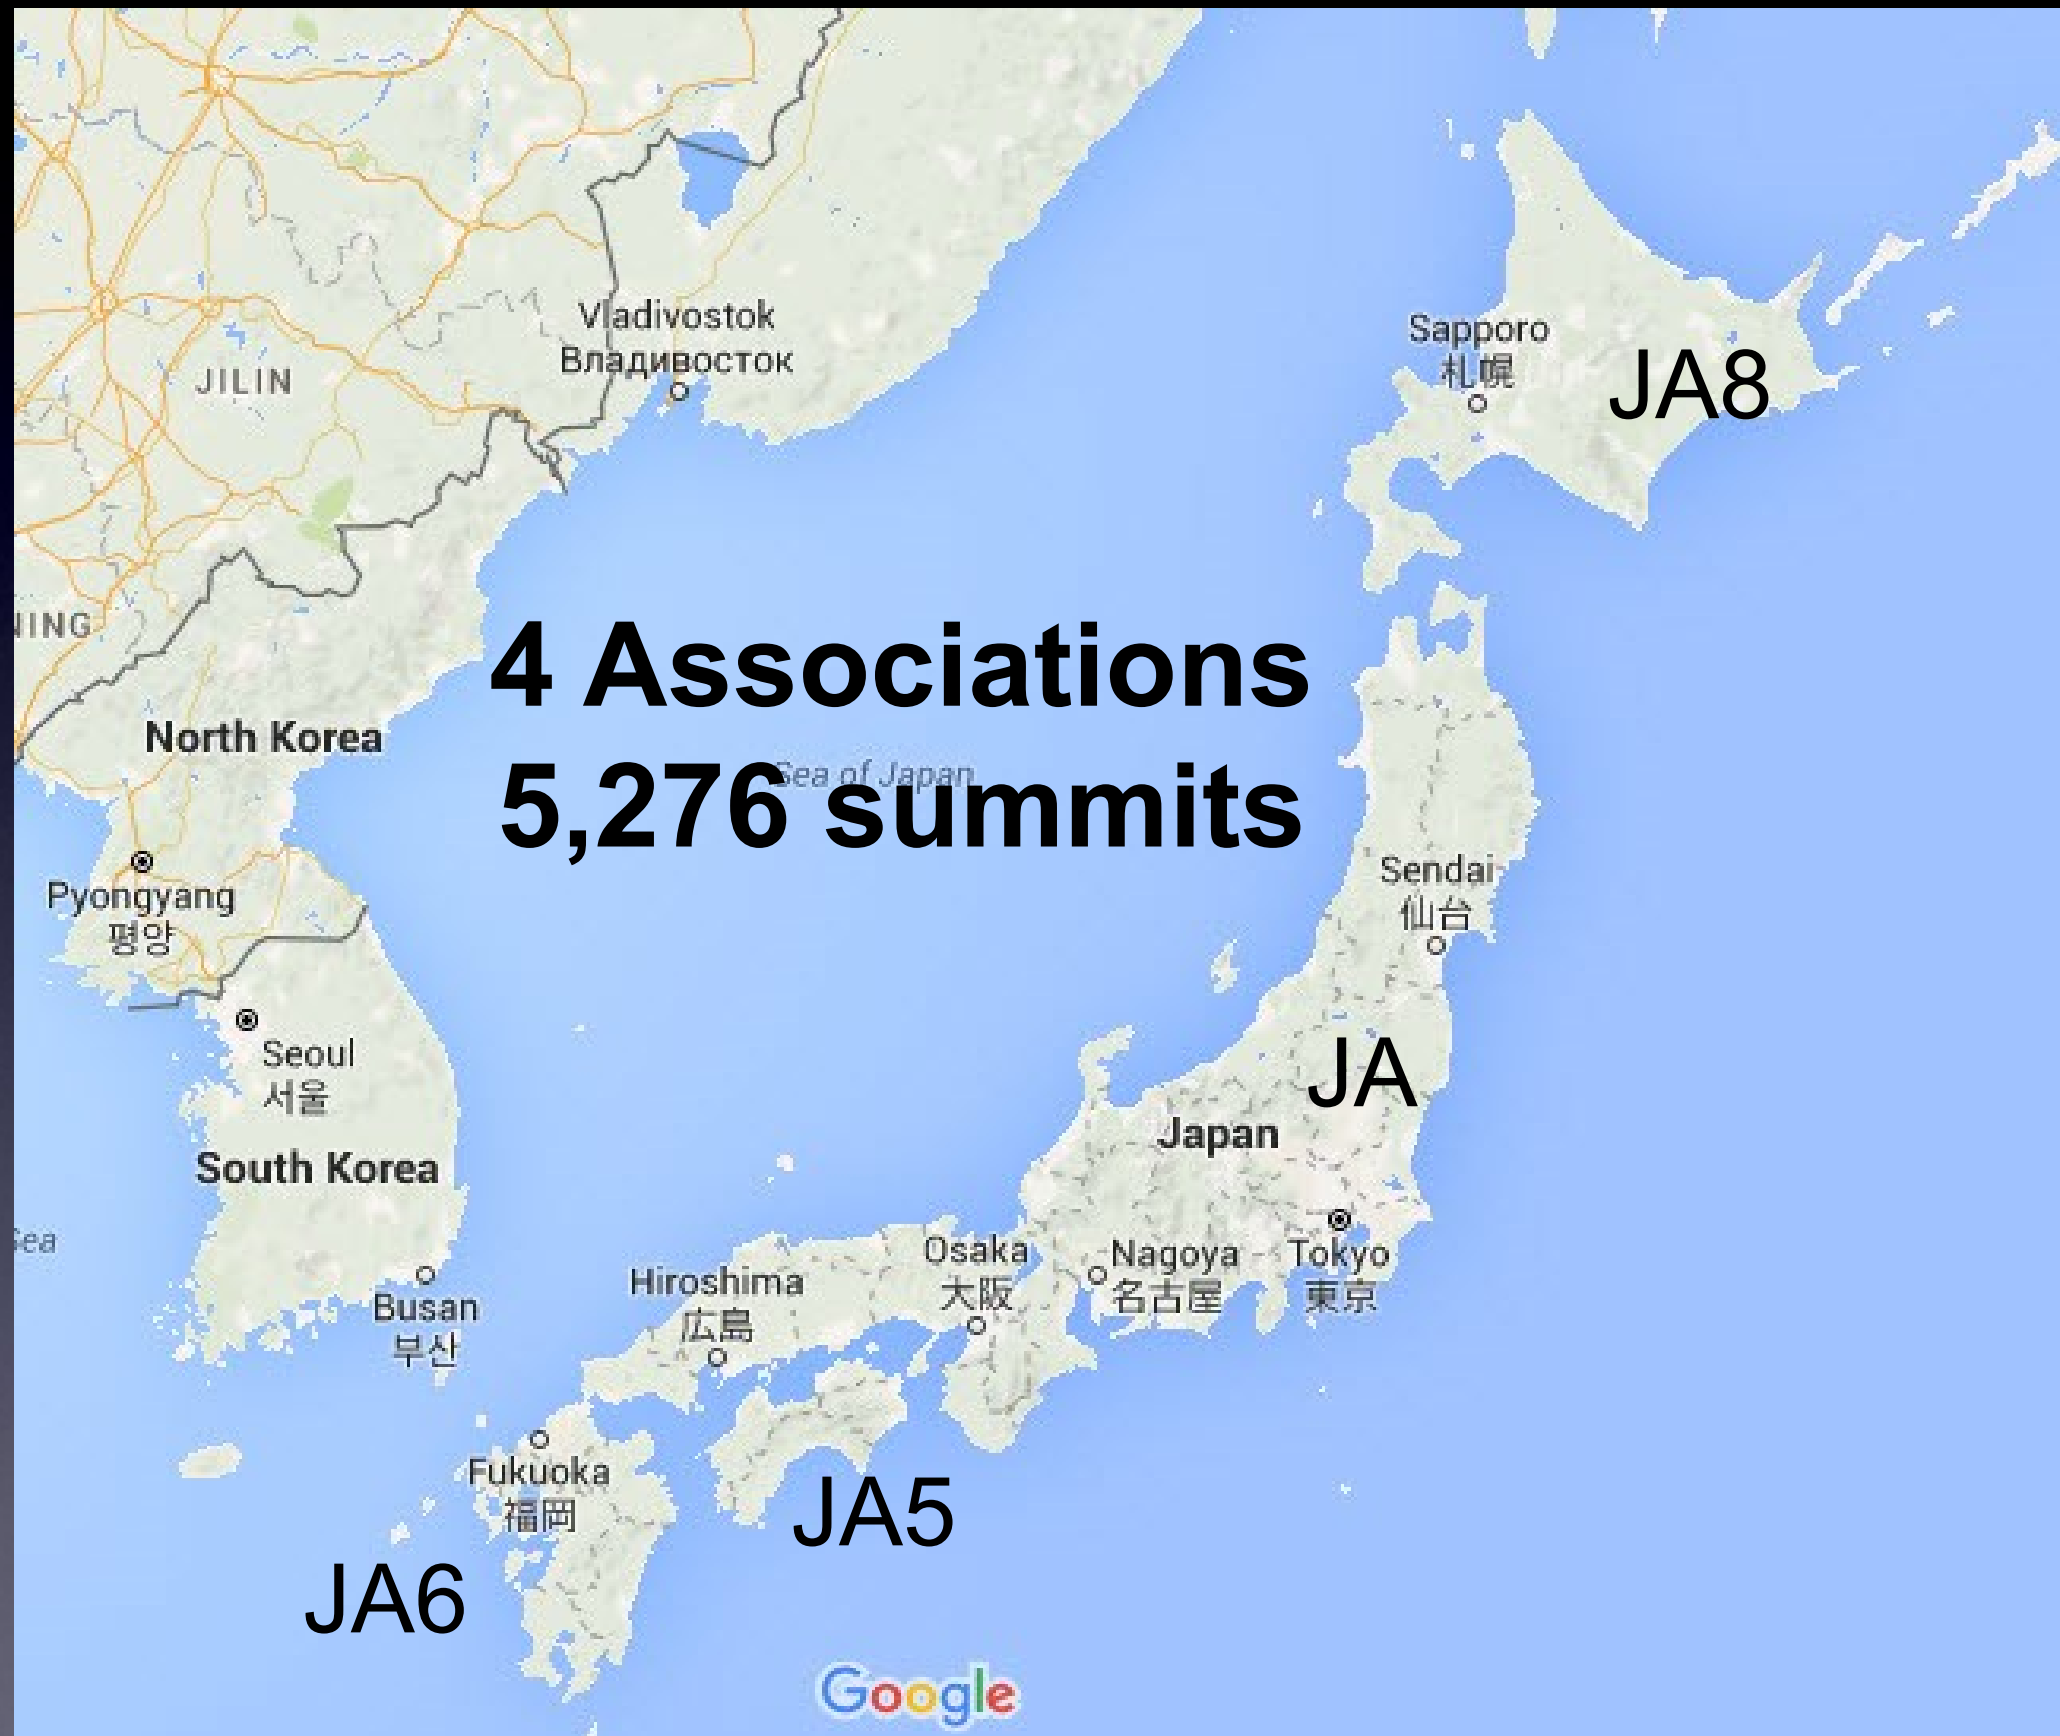 Vladivostok
Владивосток
Sapporo
札幌
JA8
JILIN
NING
4 Associations
North Korea
Sea of Japan
5,276 summits
Pyongyang
평양
Sendai
仙台
Seoul
서울
JA
Japan
South Korea
Sea
Osaka
大阪
Nagoya
名古屋
Tokyo
東京
Hiroshima
広島
Busan
부산
Fukuoka
福岡
JA5
JA6
Google